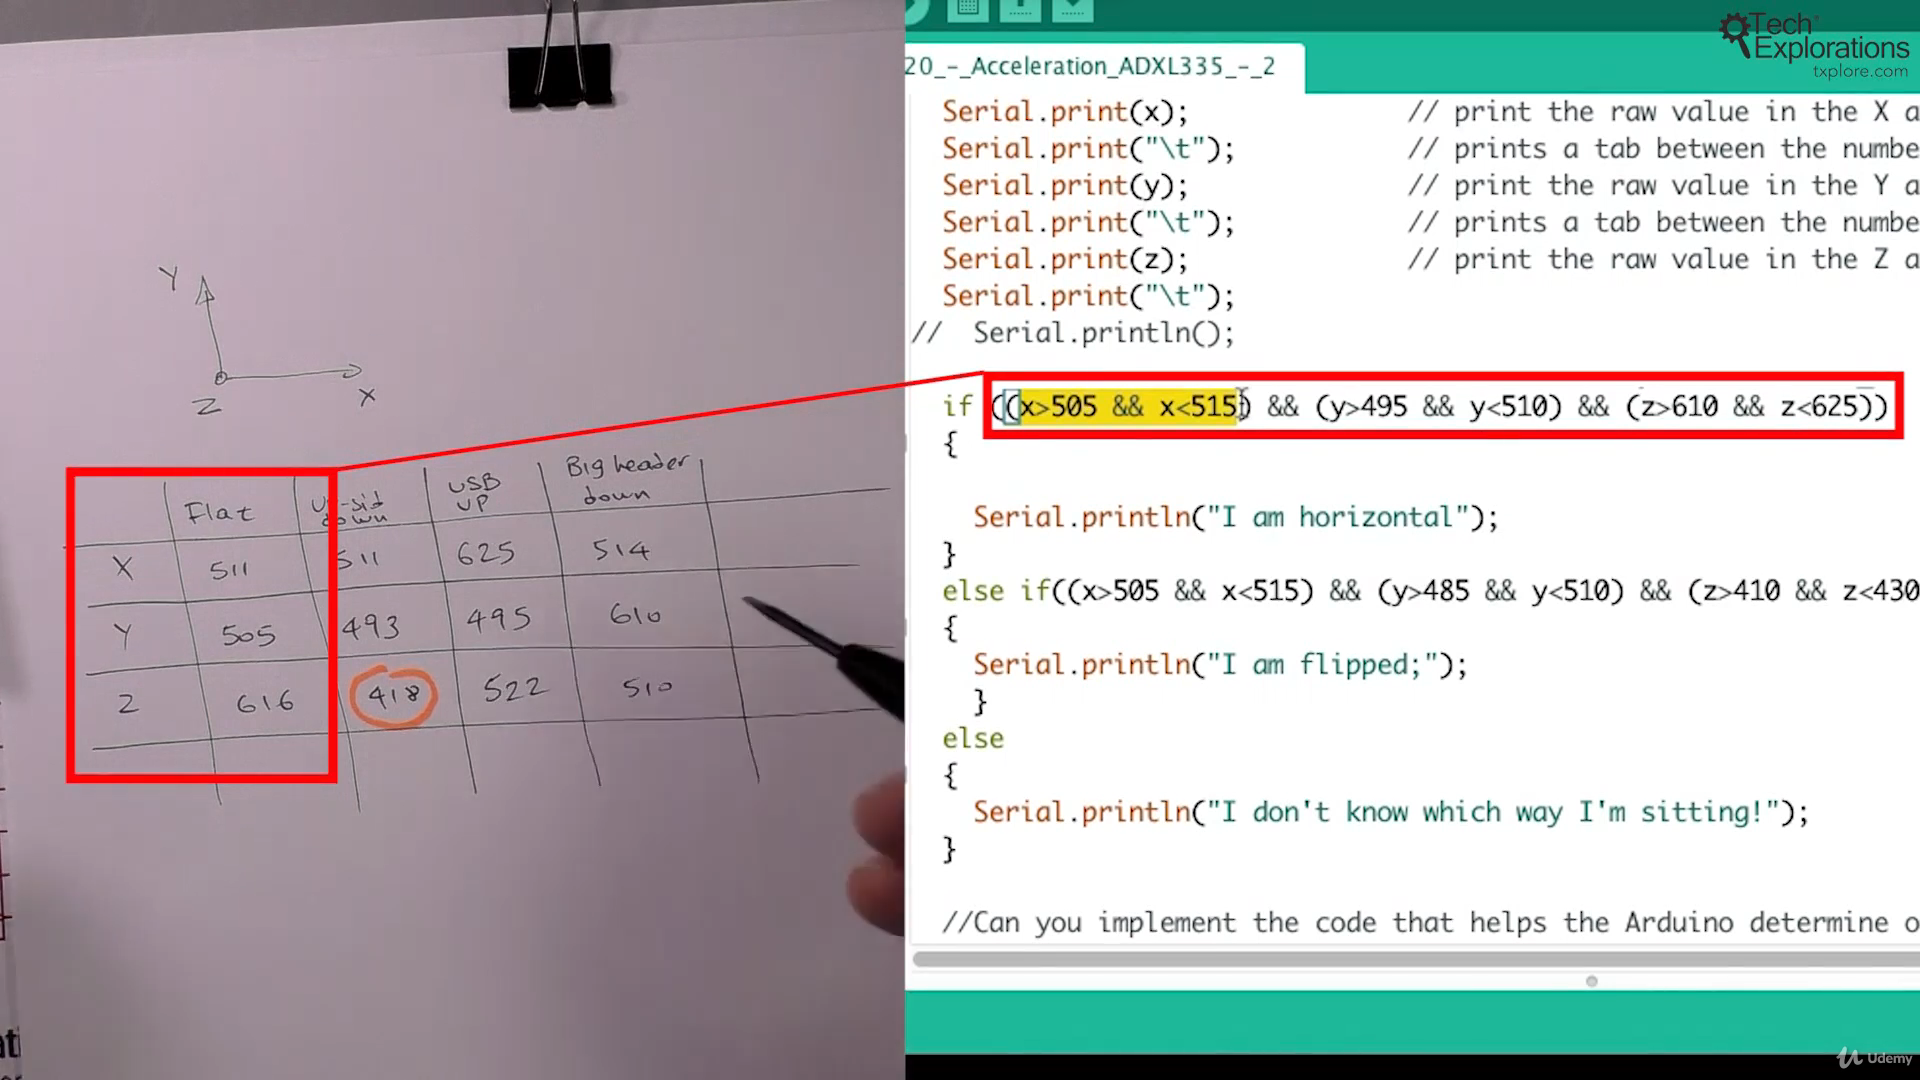 Tech
Explorations
txplore.com
20_-_Acceleration_ADXL335_-_2
Serial.print(x); // print the raw value in the X a
Serial.print("\t"); // prints a tab between the numbe
Serial.print(y); // print the raw value in the Y a
Serial.print("\t"); // prints a tab between the numbe
Serial.print(z); // print the raw value in the Z a
Serial.print("\t");
// Serial.println();
if ((x>505 && x<515) && (y>495 && y<510) && (z>610 && z<625))
{
Serial.println("I am horizontal");
}
else if((x>505 && x<515) && (y>485 && y<510) && (z>410 && z<430
{
Serial.println("I am flipped;");
}
else
{
Serial.println("I don't know which way I'm sitting!");
}
//Can you implement the code that helps the Arduino determine o
Y
Z
X
Flat Up-sid down USB UP Big header down
X 511 511 625 514
Y 505 493 495 610
Z 616 418 522 510
Udemy